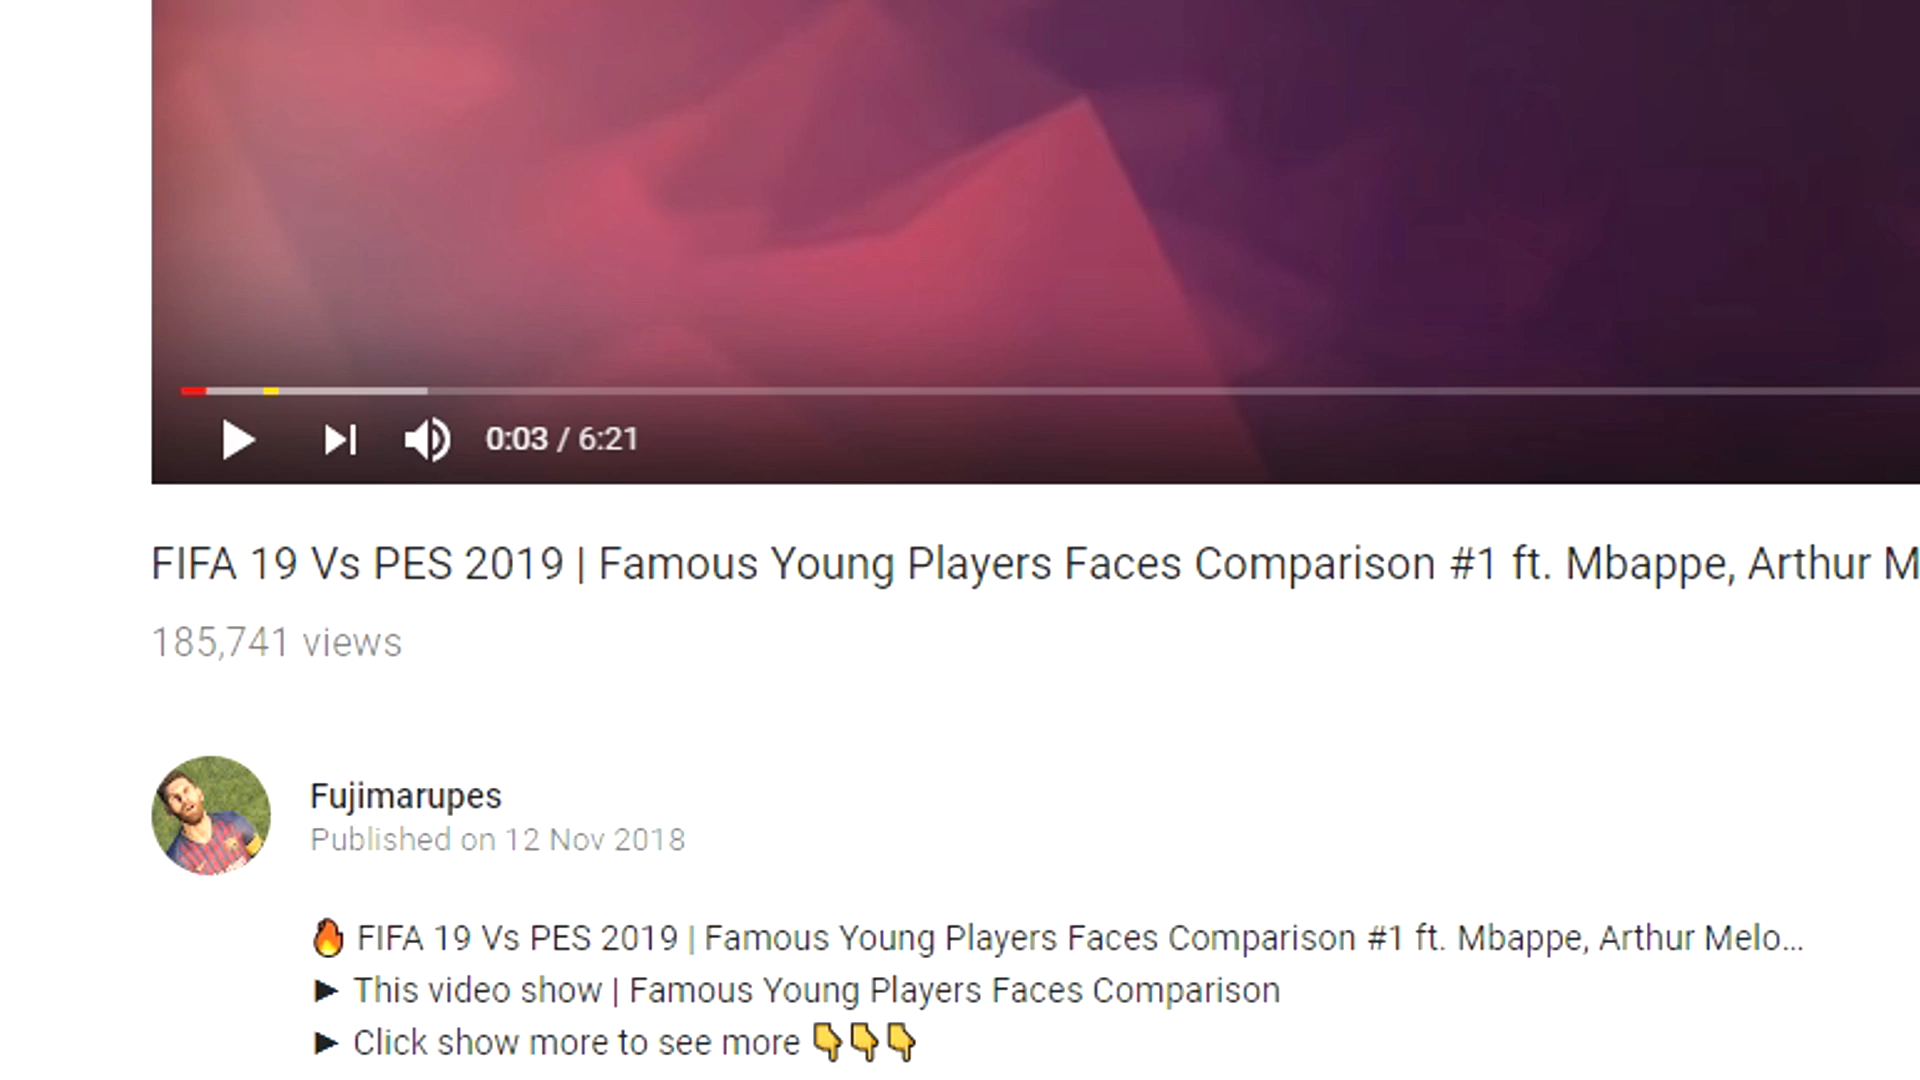 0:03 / 6:21
FIFA 19 Vs PES 2019 | Famous Young Players Faces Comparison #1 ft. Mbappe, Arthur M
185,741 views
Fujimarupes
Published on 12 Nov 2018
🔥 FIFA 19 Vs PES 2019 | Famous Young Players Faces Comparison #1 ft. Mbappe, Arthur Melo...
► This video show | Famous Young Players Faces Comparison
► Click show more to see more 👇👇👇